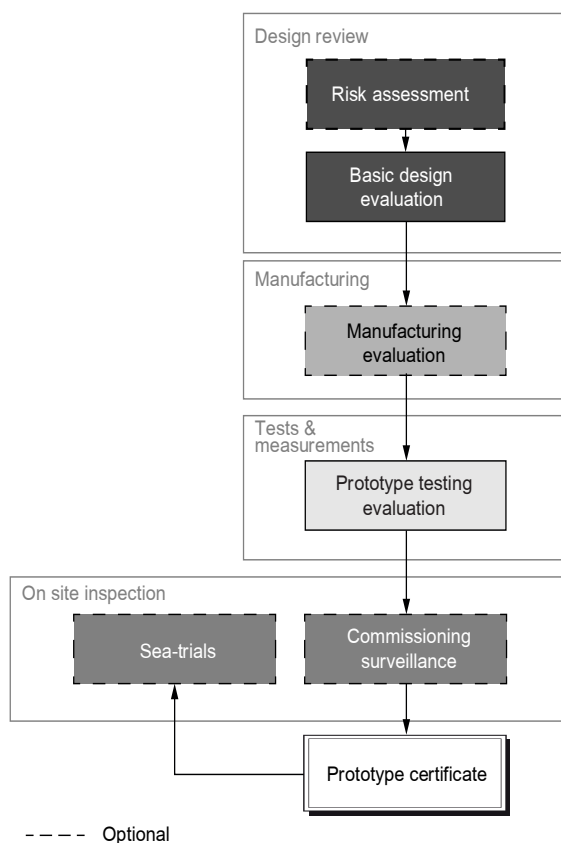 Design review
Risk assessment
Basic design
evaluation
Manufacturing
Manufacturing
evaluation
Tests &
measurements
Prototype testing
evaluation
On site inspection
Sea-trials
Commissioning
surveillance
Prototype certificate
Optional